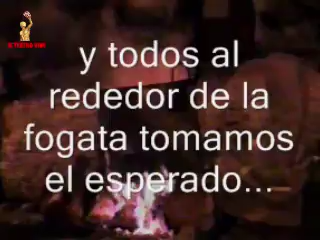 y todos al
rededor de la
fogata tomamos
el esperado...